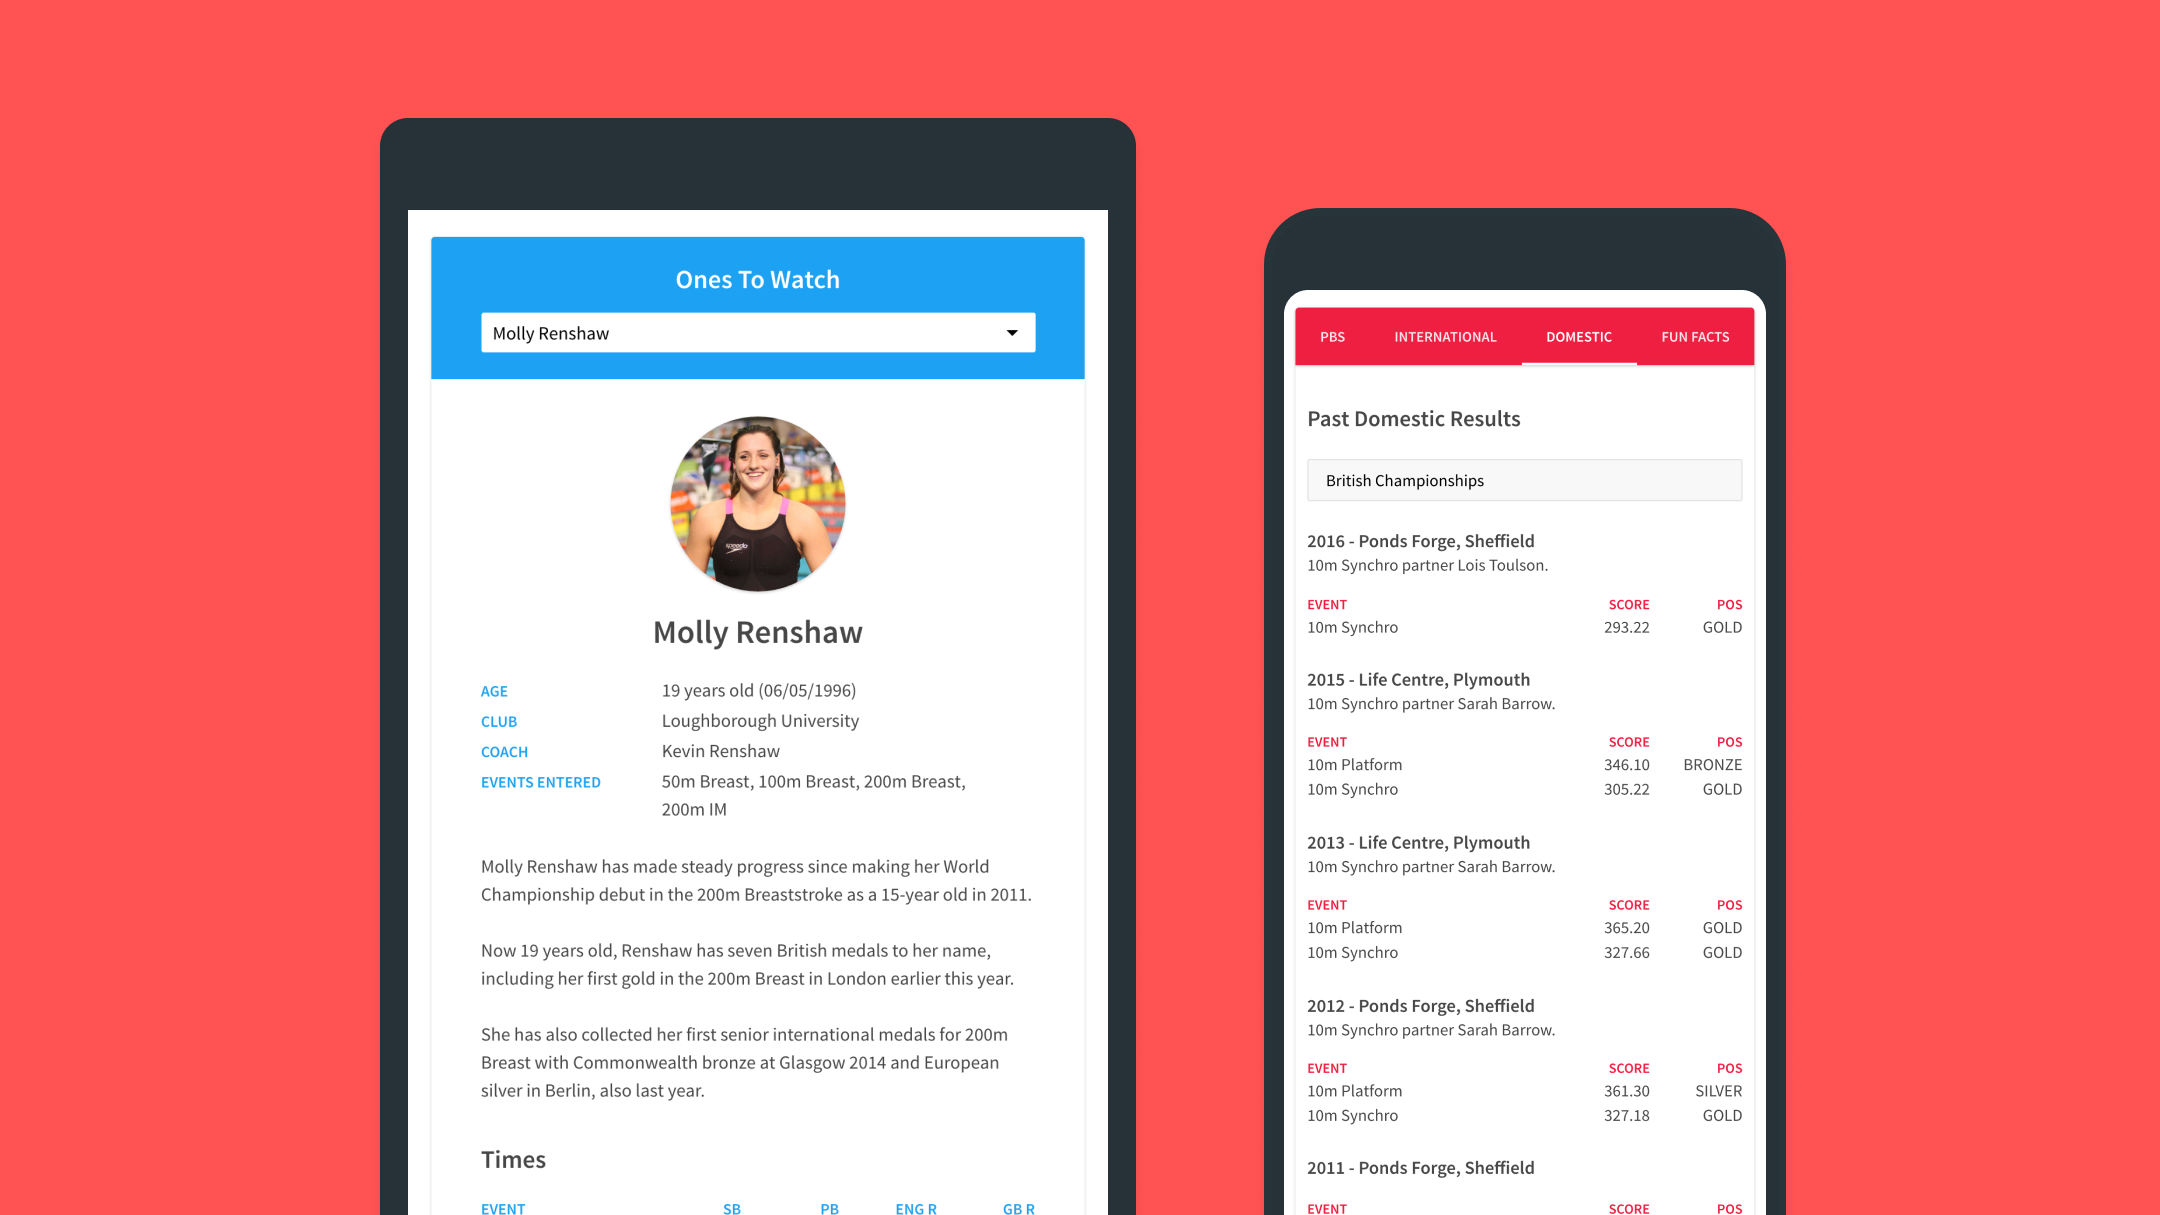 Ones To Watch
Molly Renshaw
speedo
Molly Renshaw
AGE 19 years old (06/05/1996)
CLUB Loughborough University
COACH Kevin Renshaw
EVENTS ENTERED 50m Breast, 100m Breast, 200m Breast,
200m IM
Molly Renshaw has made steady progress since making her World
Championship debut in the 200m Breaststroke as a 15-year old in 2011.
Now 19 years old, Renshaw has seven British medals to her name,
including her first gold in the 200m Breast in London earlier this year.
She has also collected her first senior international medals for 200m
Breast with Commonwealth bronze at Glasgow 2014 and European
silver in Berlin, also last year.
Times
EVENT SB PB ENG R GB R
PBS INTERNATIONAL DOMESTIC FUN FACTS
Past Domestic Results
British Championships
2016 - Ponds Forge, Sheffield
10m Synchro partner Lois Toulson.
EVENT SCORE POS
10m Synchro 293.22 GOLD
2015 - Life Centre, Plymouth
10m Synchro partner Sarah Barrow.
EVENT SCORE POS
10m Platform 346.10 BRONZE
10m Synchro 305.22 GOLD
2013 - Life Centre, Plymouth
10m Synchro partner Sarah Barrow.
EVENT SCORE POS
10m Platform 365.20 GOLD
10m Synchro 327.66 GOLD
2012 - Ponds Forge, Sheffield
10m Synchro partner Sarah Barrow.
EVENT SCORE POS
10m Platform 361.30 SILVER
10m Synchro 327.18 GOLD
2011 - Ponds Forge, Sheffield
EVENT SCORE POS